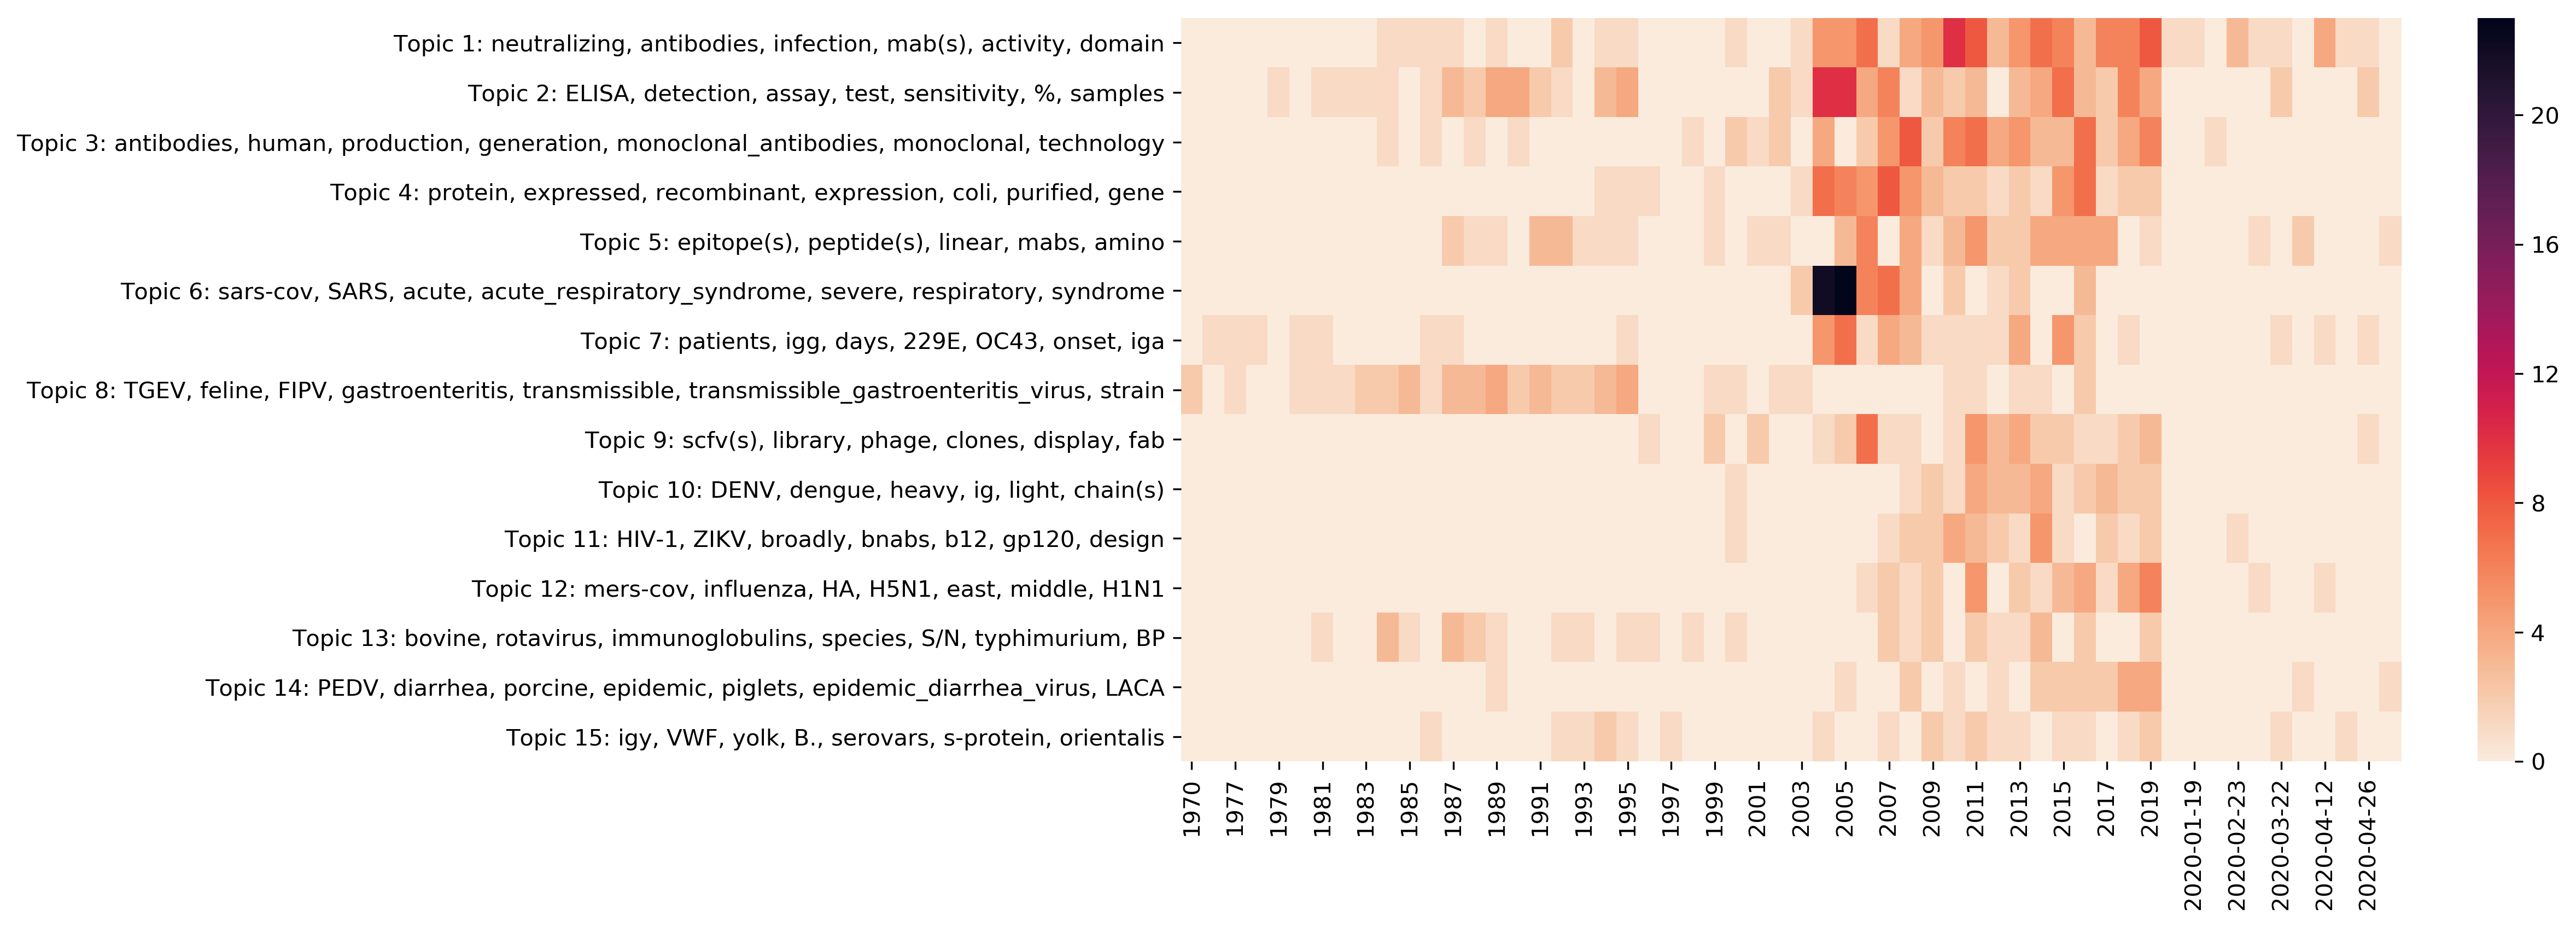 Topic 1: neutralizing, antibodies, infection, mab(s), activity, domain
Topic 2: ELISA, detection, assay, test, sensitivity, %, samples
Topic 3: antibodies, human, production, generation, monoclonal_antibodies, monoclonal, technology
Topic 4: protein, expressed, recombinant, expression, coli, purified, gene
Topic 5: epitope(s), peptide(s), linear, mabs, amino
Topic 6: sars-cov, SARS, acute, acute_respiratory_syndrome, severe, respiratory, syndrome
Topic 7: patients, igg, days, 229E, OC43, onset, iga
Topic 8: TGEV, feline, FIPV, gastroenteritis, transmissible, transmissible_gastroenteritis_virus, strain
Topic 9: scfv(s), library, phage, clones, display, fab
Topic 10: DENV, dengue, heavy, ig, light, chain(s)
Topic 11: HIV-1, ZIKV, broadly, bnabs, b12, gp120, design
Topic 12: mers-cov, influenza, HA, H5N1, east, middle, H1N1
Topic 13: bovine, rotavirus, immunoglobulins, species, S/N, typhimurium, BP
Topic 14: PEDV, diarrhea, porcine, epidemic, piglets, epidemic_diarrhea_virus, LACA
Topic 15: igy, VWF, yolk, B., serovars, s-protein, orientalis
1970
1977
1979
1981
1983
1985
1987
1989
1991
1993
1995
1997
1999
2001
2003
2005
2007
2009
2011
2013
2015
2017
2019
2020-01-19
2020-02-23
2020-03-22
2020-04-12
2020-04-26
20
16
12
8
4
0